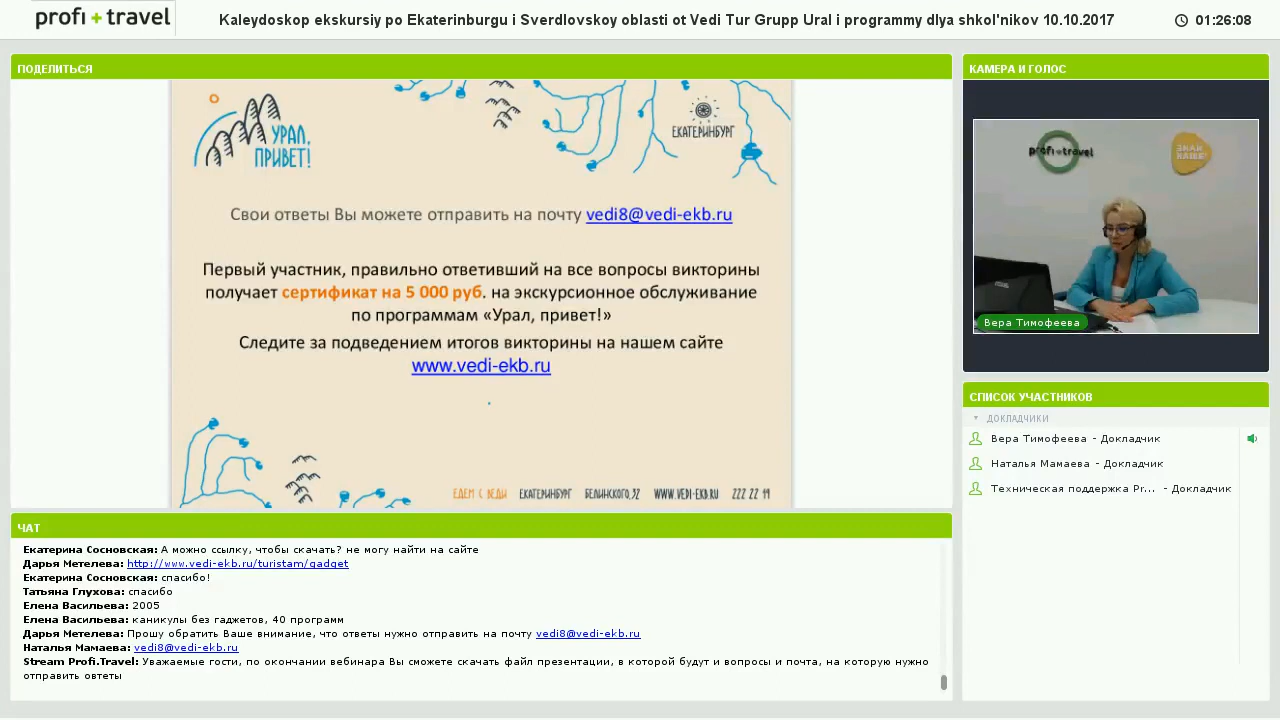 profi + travel
Kaleydoskop ekskursiy po Ekaterinburgu i Sverdlovskoy oblasti ot Vedi Tur Grupp Ural i programmy dlya shkol'nikov 10.10.2017
01:26:08
ПОДЕЛИТЬСЯ
УРАЛ,
ПРИВЕТ!
ЕКАТЕРИНБУРГ
Свои ответы Вы можете отправить на почту vedi8@vedi-ekb.ru
Первый участник, правильно ответивший на все вопросы викторины
получает сертификат на 5 000 руб. на экскурсионное обслуживание
по программам «Урал, привет!»
Следите за подведением итогов викторины на нашем сайте
www.vedi-ekb.ru
ЕДЕМ С ВЕДИ ЕКАТЕРИНБУРГ БЕЛИНСКОГО,32 WWW.VEDI-EKB.RU 222 22 19
ЧАТ
Екатерина Сосновская: А можно ссылку, чтобы скачать? не могу найти на сайте
Дарья Метелева: http://www.vedi-ekb.ru/turistam/gadget
Екатерина Сосновская: спасибо!
Татьяна Глухова: спасибо
Елена Васильева: 2005
Елена Васильева: каникулы без гаджетов, 40 программ
Дарья Метелева: Прошу обратить Ваше внимание, что ответы нужно отправить на почту vedi8@vedi-ekb.ru
Наталья Мамаева: vedi8@vedi-ekb.ru
Stream Profi.Travel: Уважаемые гости, по окончании вебинара Вы сможете скачать файл презентации, в которой будут и вопросы и почта, на которую нужно
отправить овтеты
КАМЕРА И ГОЛОС
profi travel
ЗНАЙ
НАШЕ!
Вера Тимофеева
СПИСОК УЧАСТНИКОВ
ДОКЛАДЧИКИ
Вера Тимофеева - Докладчик
Наталья Мамаева - Докладчик
Техническая поддержка Pr... - Докладчик